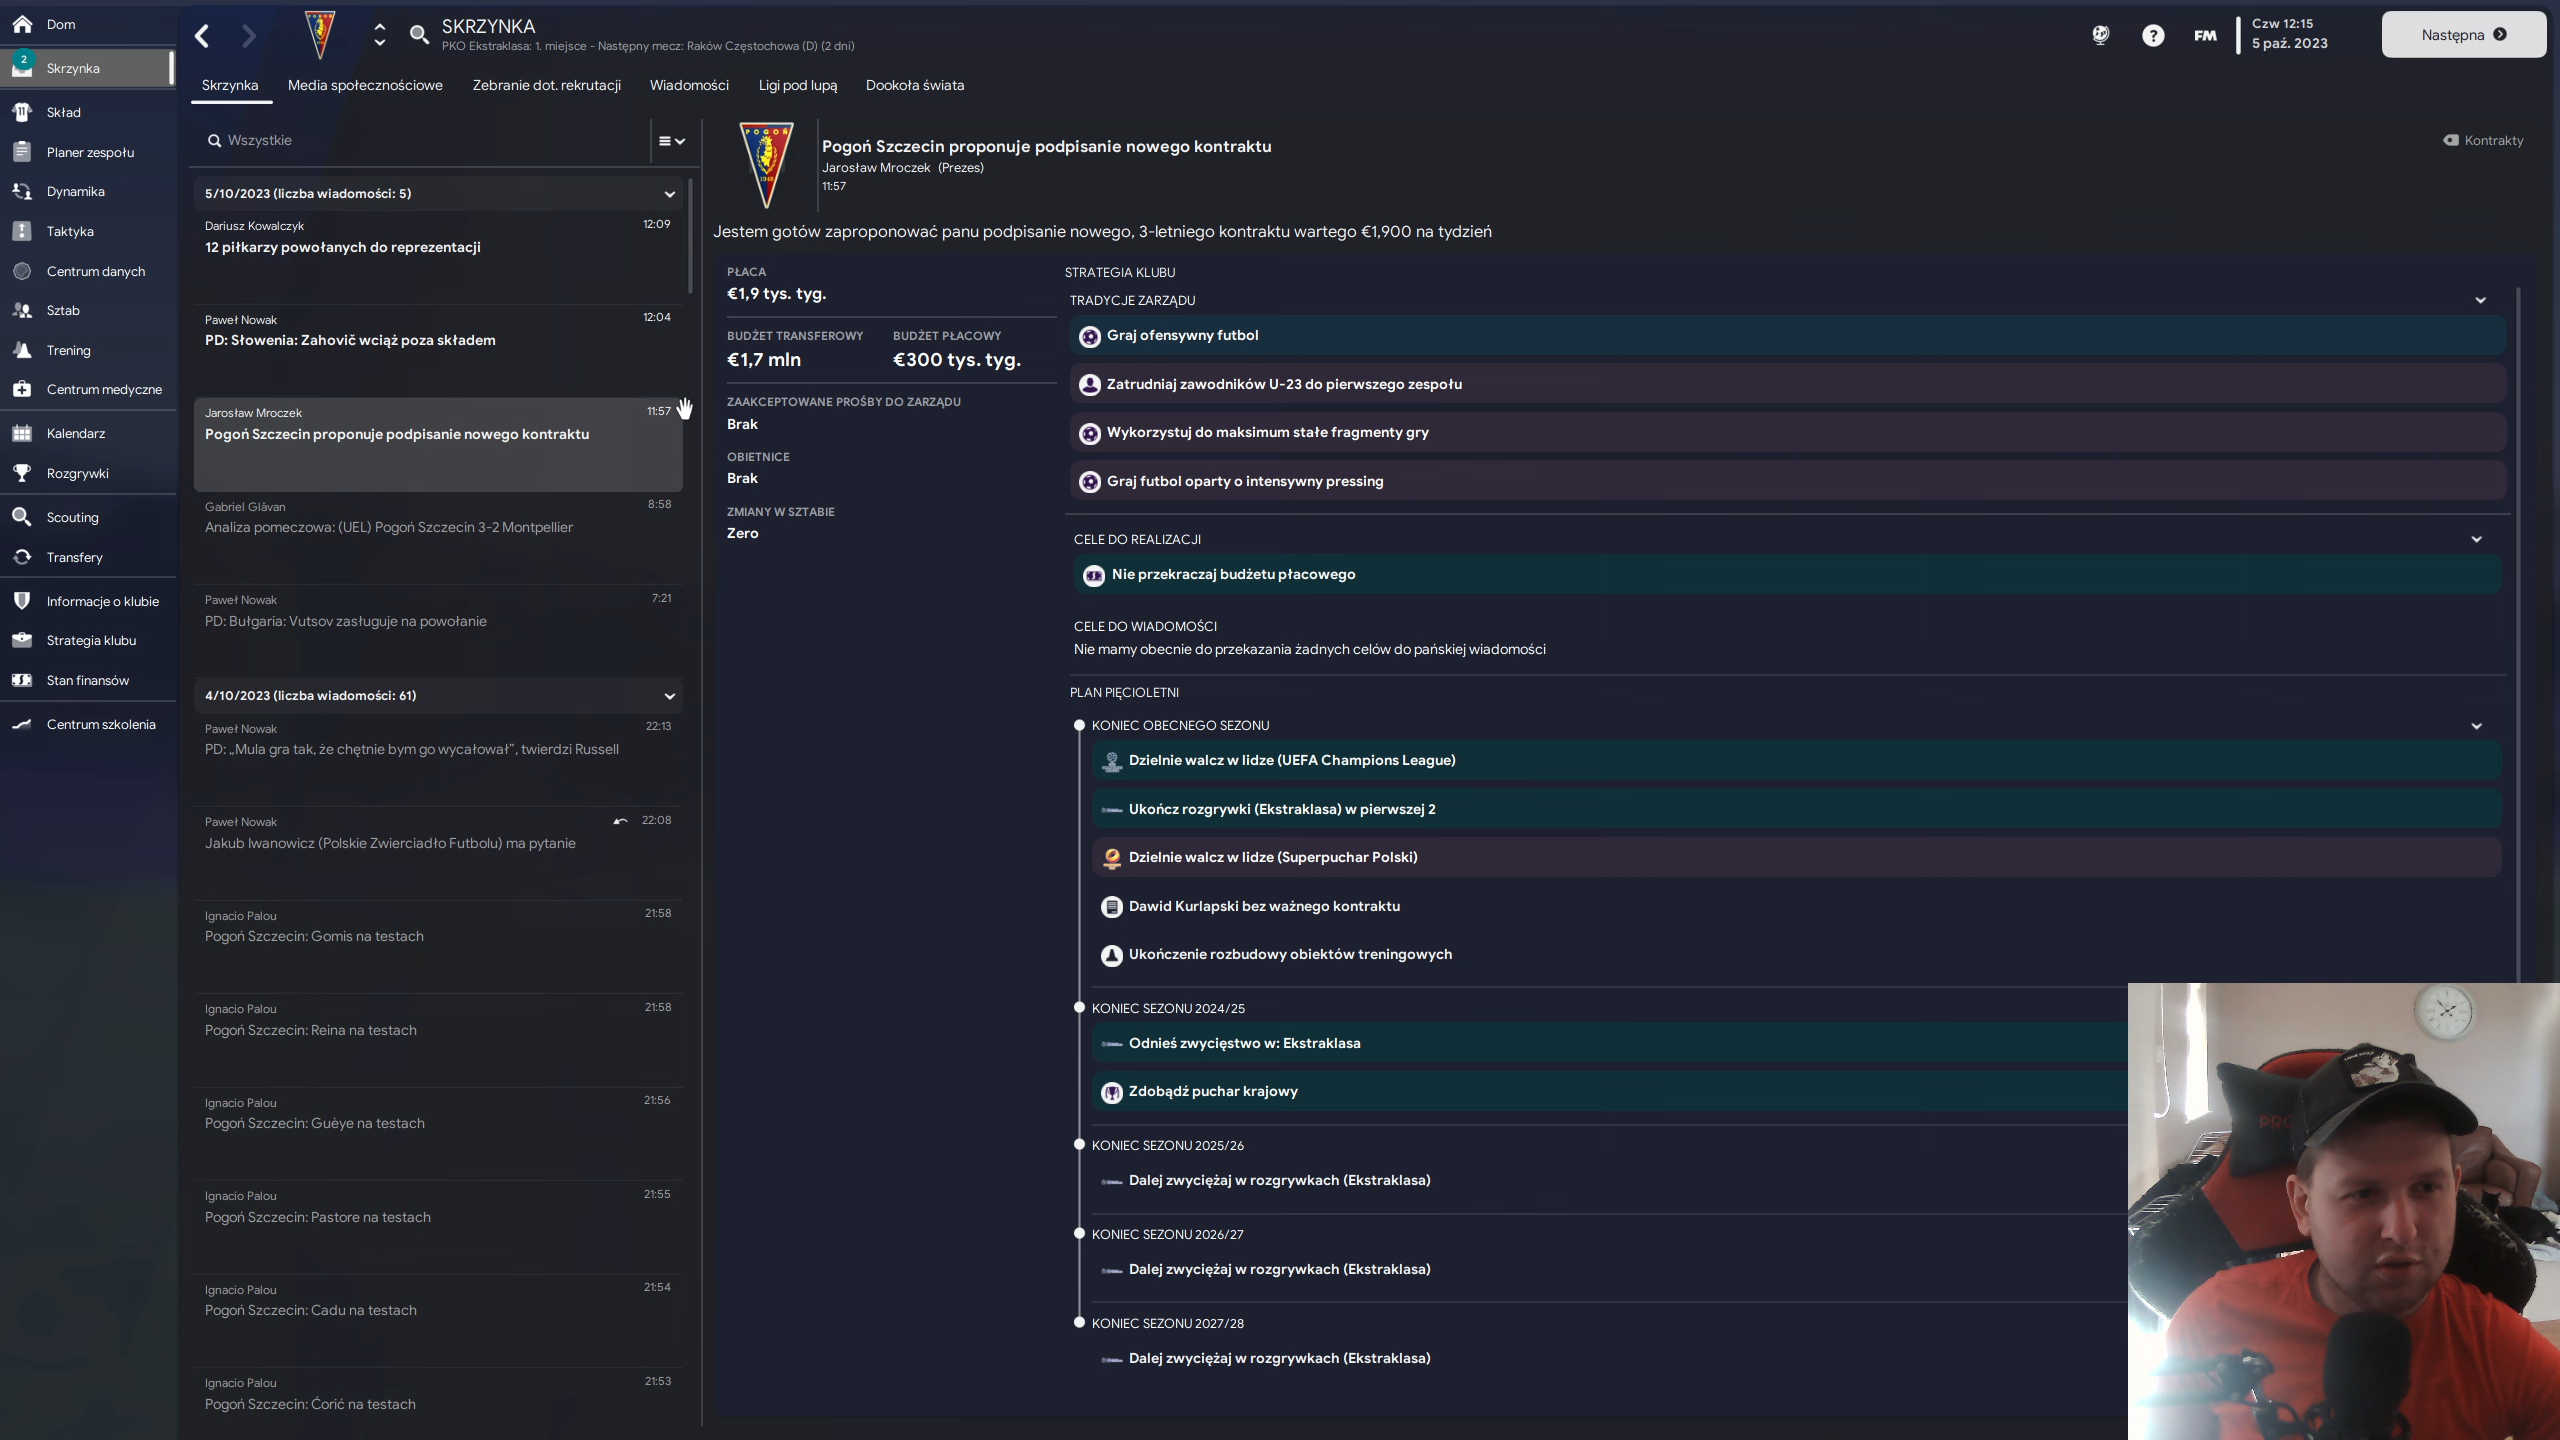 Dom
2
Skrzynka
Skład
Planer zespołu
Dynamika
Taktyka
Centrum danych
Sztab
Trening
Centrum medyczne
Kalendarz
Rozgrywki
Scouting
Transfery
Informacje o klubie
Strategia klubu
Stan finansów
Centrum szkolenia
SKRZYNKA
PKO Ekstraklasa: 1. miejsce - Następny mecz: Raków Częstochowa (D) (2 dni)
FM
Czw 12:15
5 paź. 2023
Następna
Skrzynka Media społecznościowe Zebranie dot. rekrutacji Wiadomości Ligi pod lupą Dookoła świata
Wszystkie
5/10/2023 (liczba wiadomości: 5)
Dariusz Kowalczyk 12:09
12 piłkarzy powołanych do reprezentacji
Paweł Nowak 12:04
PD: Słowenia: Zahovič wciąż poza składem
Jarosław Mroczek 11:57
Pogoń Szczecin proponuje podpisanie nowego kontraktu
Gabriel Glăvan 8:58
Analiza pomeczowa: (UEL) Pogoń Szczecin 3-2 Montpellier
Paweł Nowak 7:21
PD: Bułgaria: Vutsov zasługuje na powołanie
4/10/2023 (liczba wiadomości: 61)
Paweł Nowak 22:13
PD: „Mula gra tak, że chętnie bym go wycałował”, twierdzi Russell
Paweł Nowak 22:08
Jakub Iwanowicz (Polskie Zwierciadło Futbolu) ma pytanie
Ignacio Palou 21:58
Pogoń Szczecin: Gomis na testach
Ignacio Palou 21:58
Pogoń Szczecin: Reina na testach
Ignacio Palou 21:56
Pogoń Szczecin: Guèye na testach
Ignacio Palou 21:55
Pogoń Szczecin: Pastore na testach
Ignacio Palou 21:54
Pogoń Szczecin: Cadu na testach
Ignacio Palou 21:53
Pogoń Szczecin: Ćorić na testach
POGOŃ
1948
Pogoń Szczecin proponuje podpisanie nowego kontraktu
Jarosław Mroczek (Prezes)
11:57
Kontrakty
Jestem gotów zaproponować panu podpisanie nowego, 3-letniego kontraktu wartego €1,900 na tydzień
PŁACA
€1,9 tys. tyg.
BUDŻET TRANSFEROWY BUDŻET PŁACOWY
€1,7 mln €300 tys. tyg.
ZAAKCEPTOWANE PROŚBY DO ZARZĄDU
Brak
OBIETNICE
Brak
ZMIANY W SZTABIE
Zero
STRATEGIA KLUBU
TRADYCJE ZARZĄDU
Graj ofensywny futbol
Zatrudniaj zawodników U-23 do pierwszego zespołu
Wykorzystuj do maksimum stałe fragmenty gry
Graj futbol oparty o intensywny pressing
CELE DO REALIZACJI
Nie przekraczaj budżetu płacowego
CELE DO WIADOMOŚCI
Nie mamy obecnie do przekazania żadnych celów do pańskiej wiadomości
PLAN PIĘCIOLETNI
KONIEC OBECNEGO SEZONU
Dzielnie walcz w lidze (UEFA Champions League)
Ukończ rozgrywki (Ekstraklasa) w pierwszej 2
Dzielnie walcz w lidze (Superpuchar Polski)
Dawid Kurlapski bez ważnego kontraktu
Ukończenie rozbudowy obiektów treningowych
KONIEC SEZONU 2024/25
Odnieś zwycięstwo w: Ekstraklasa
Zdobądź puchar krajowy
KONIEC SEZONU 2025/26
Dalej zwyciężaj w rozgrywkach (Ekstraklasa)
KONIEC SEZONU 2026/27
Dalej zwyciężaj w rozgrywkach (Ekstraklasa)
KONIEC SEZONU 2027/28
Dalej zwyciężaj w rozgrywkach (Ekstraklasa)